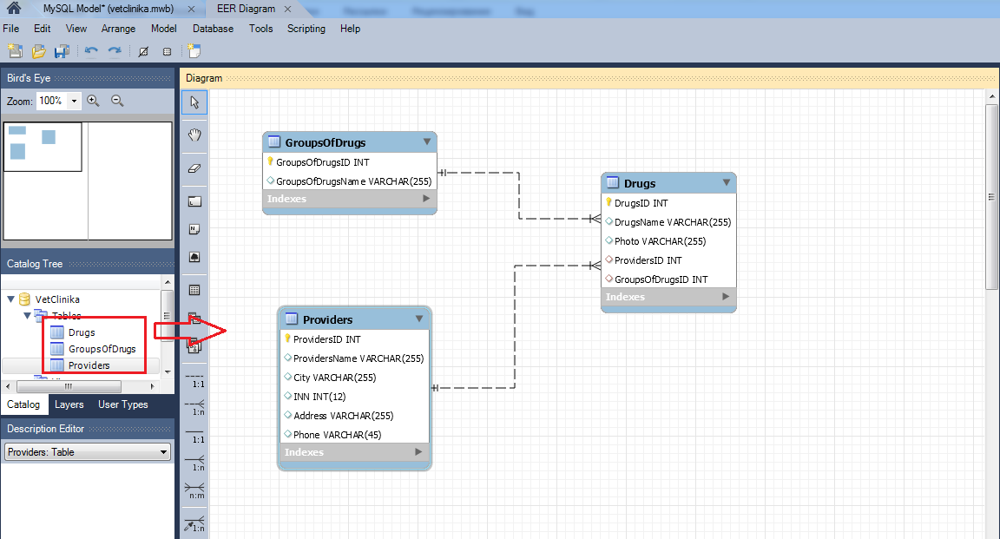 MySQL Model* (vetclinika.mwb) EER Diagram
File Edit View Arrange Model Database Tools Scripting Help
Bird's Eye
Zoom: 100%
Catalog Tree
VetClinika
Tables
Drugs
GroupsOfDrugs
Providers
Catalog Layers User Types
Description Editor
Providers: Table
1:1
1:n
1:1
1:n
n:m
1:n
Diagram
GroupsOfDrugs
GroupsOfDrugsID INT
GroupsOfDrugsName VARCHAR(255)
Indexes
Drugs
DrugsID INT
DrugsName VARCHAR(255)
Photo VARCHAR(255)
ProvidersID INT
GroupsOfDrugsID INT
Indexes
Providers
ProvidersID INT
ProvidersName VARCHAR(255)
City VARCHAR(255)
INN INT(12)
Address VARCHAR(255)
Phone VARCHAR(45)
Indexes